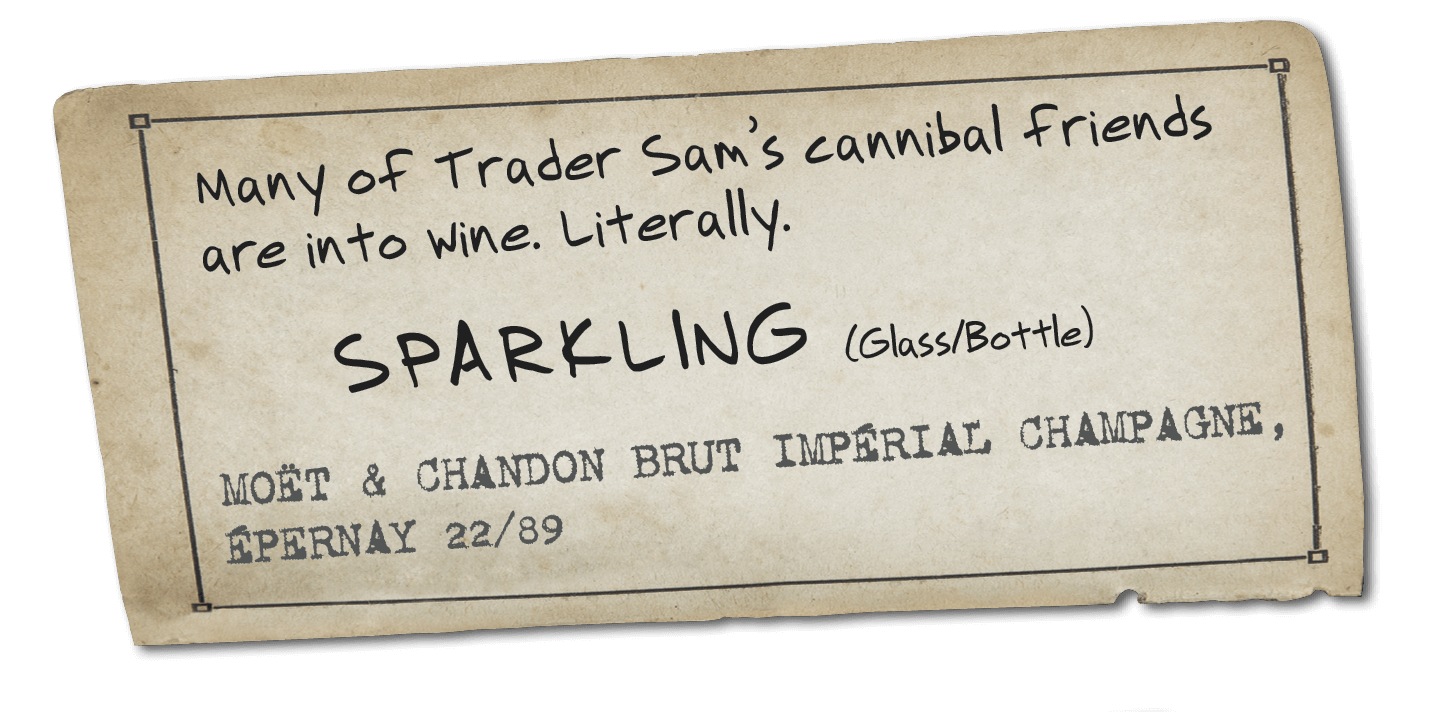 Many of Trader Sam's cannibal friends
are into wine. Literally.
SPARKLING (Glass/Bottle)
MOËT & CHANDON BRUT IMPÉRIAL CHAMPAGNE,
ÉPERNAY 22/89